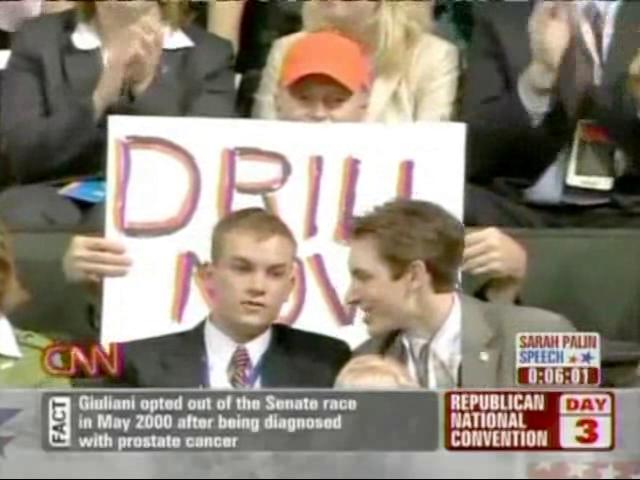 DRILL
NOW
CNN
SARAH PALIN
SPEECH
0:06:01
FACT
Giuliani opted out of the Senate race
in May 2000 after being diagnosed
with prostate cancer
REPUBLICAN
NATIONAL
CONVENTION
DAY
3